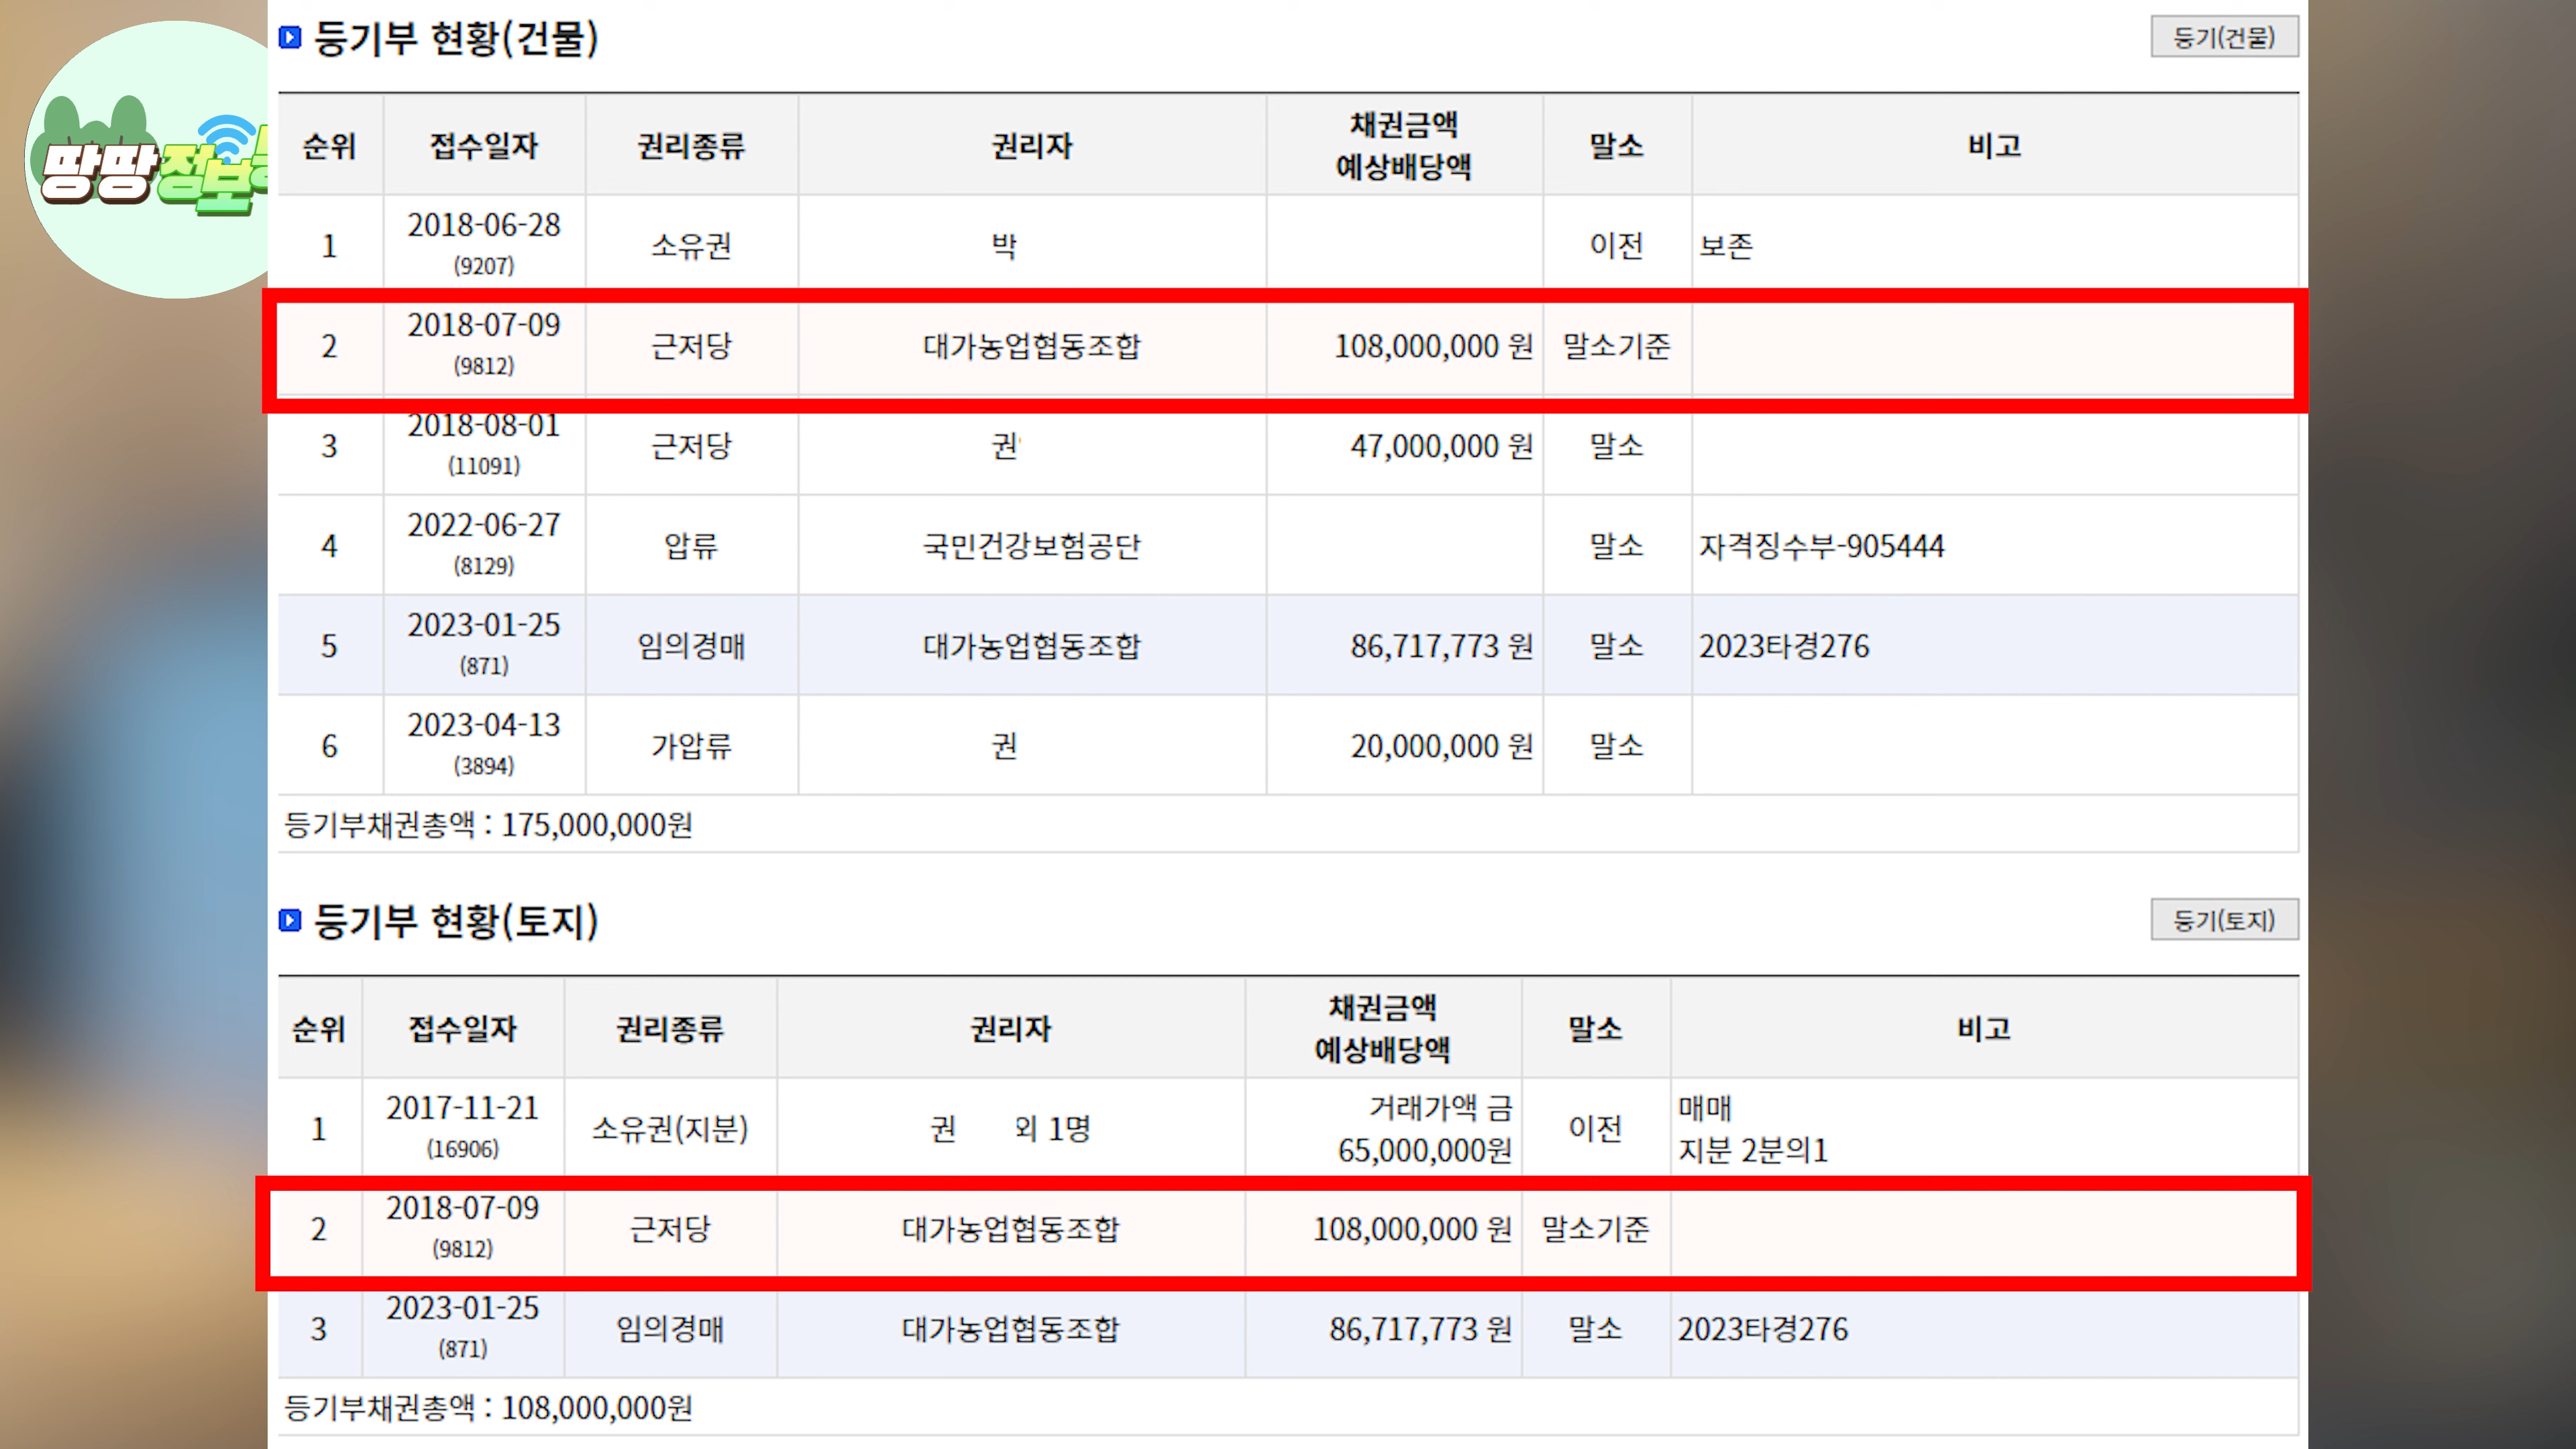 땅땅정보
등기부 현황(건물)
등기(건물)
순위 접수일자 권리종류 권리자 채권금액 예상배당액 말소 비고
1 2018-06-28 (9207) 소유권 박 이전 보존
2 2018-07-09 (9812) 근저당 대가농업협동조합 108,000,000 원 말소기준
3 2018-08-01 (11091) 근저당 권 47,000,000 원 말소
4 2022-06-27 (8129) 압류 국민건강보험공단 말소 자격징수부-905444
5 2023-01-25 (871) 임의경매 대가농업협동조합 86,717,773 원 말소 2023타경276
6 2023-04-13 (3894) 가압류 권 20,000,000 원 말소
등기부채권총액 : 175,000,000원
등기부 현황(토지)
등기(토지)
순위 접수일자 권리종류 권리자 채권금액 예상배당액 말소 비고
1 2017-11-21 (16906) 소유권(지분) 권 외 1명 거래가액 금 65,000,000원 이전 매매 지분 2분의1
2 2018-07-09 (9812) 근저당 대가농업협동조합 108,000,000 원 말소기준
3 2023-01-25 (871) 임의경매 대가농업협동조합 86,717,773 원 말소 2023타경276
등기부채권총액 : 108,000,000원